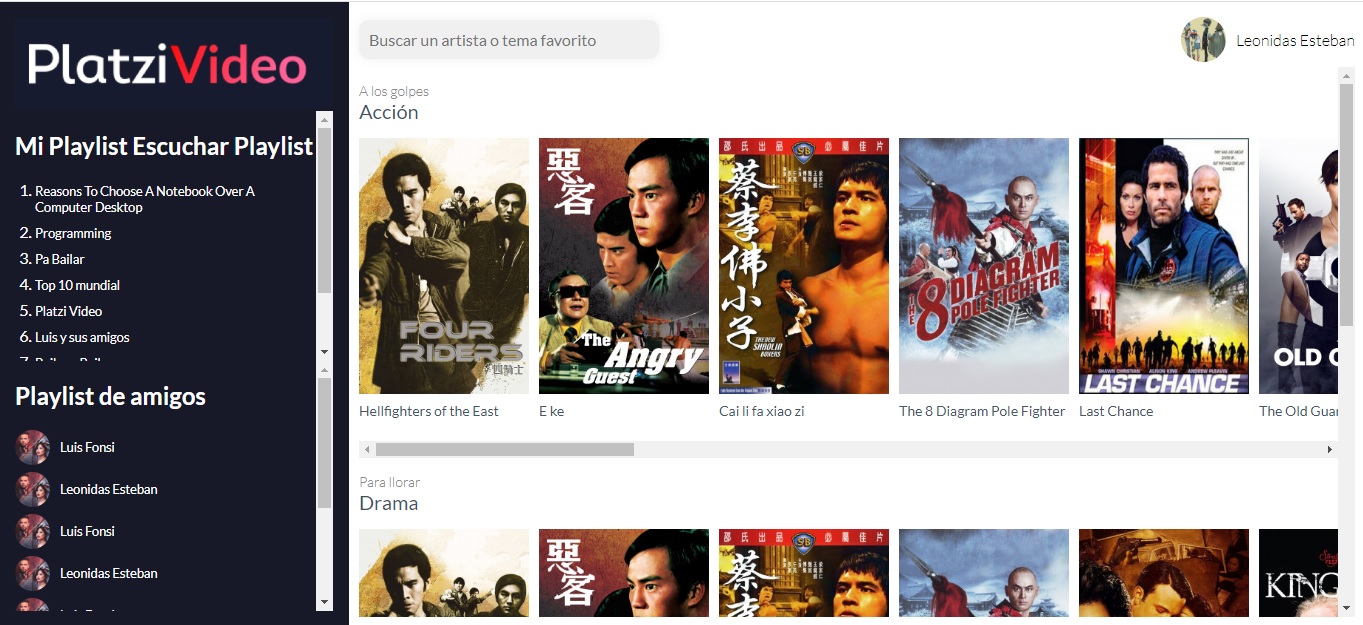 PlatziVideo
Mi Playlist Escuchar Playlist
1. Reasons To Choose A Notebook Over A
Computer Desktop
2. Programming
3. Pa Bailar
4. Top 10 mundial
5. Platzi Video
6. Luis y sus amigos
Playlist de amigos
Luis Fonsi
Leonidas Esteban
Luis Fonsi
Leonidas Esteban
Buscar un artista o tema favorito
Leonidas Esteban
A los golpes
Acción
FOUR
RIDERS
四騎士
惡客
The
Angry
Guest
邵氏出品 SB 必屬佳片
蔡李佛小子
THE NEW
SHAOLIN
BOXERS
THE
8 DIAGRAM
POLE FIGHTER
LAST CHANCE
OLD
Hellfighters of the East
E ke
Cai li fa xiao zi
The 8 Diagram Pole Fighter
Last Chance
The Old Guar
Para llorar
Drama
惡客
邵氏出品 SB 必屬佳片
蔡李
KING